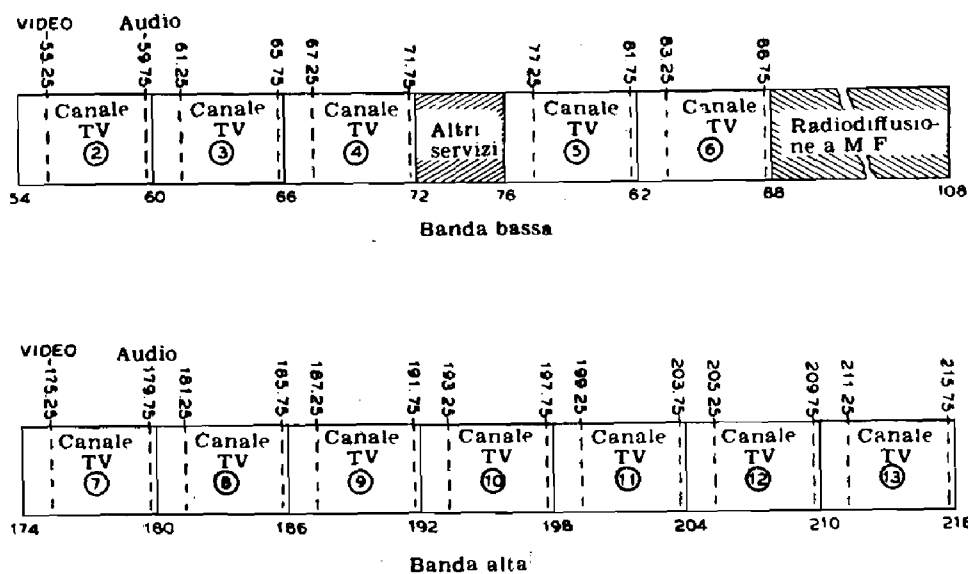 VIDEO Audio
55.25 59.75 61.25 65.75 67.25 71.75 77.25 81.75 83.25 88.75
Canale TV 2
Canale TV 3
Canale TV 4
Altri
servizi
Canale TV 5
Canale TV 6
Radiodiffusio-
ne a M F
54 60 66 72 76 62 88 108
Banda bassa
VIDEO Audio
175.25 179.75 181.25 185.75 187.25 191.75 193.25 197.75 199.25 203.75 205.25 209.75 211.25 215.75
Canale TV 7
Canale TV 8
Canale TV 9
Canale TV 10
Canale TV 11
Canale TV 12
Canale TV 13
174 180 186 192 198 204 210 216
Banda alta